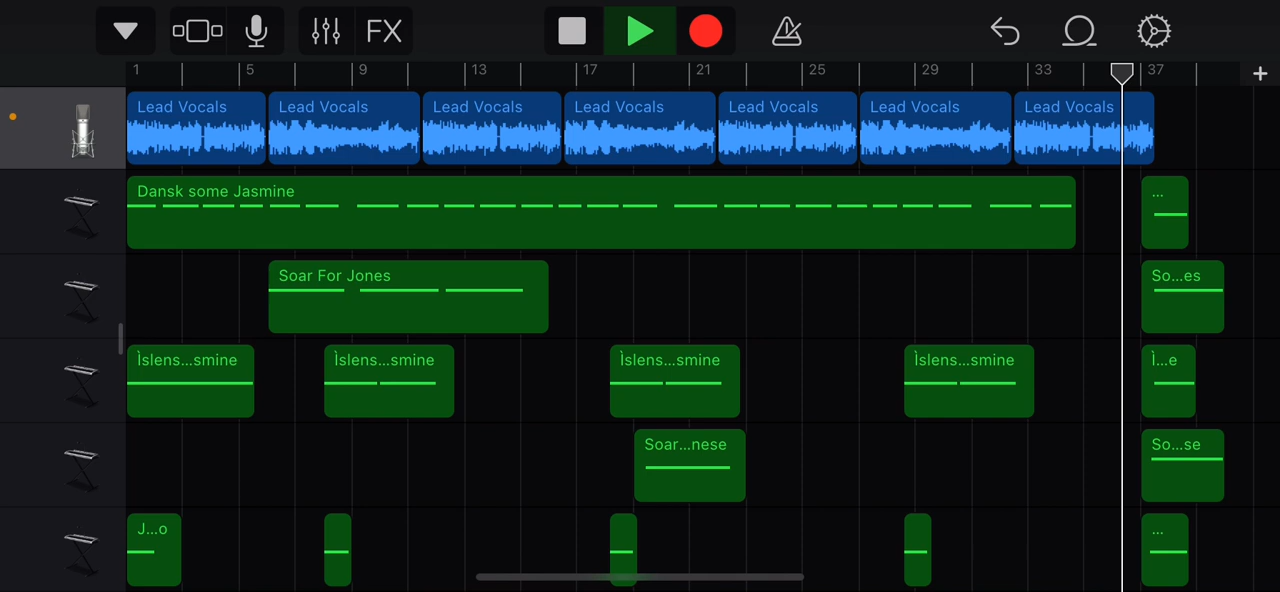 FX
1 5 9 13 17 21 25 29 33 37 +
Lead Vocals Lead Vocals Lead Vocals Lead Vocals Lead Vocals Lead Vocals Lead Vocals
Dansk some Jasmine ...
Soar For Jones So...es
Ìslens...smine Ìslens...smine Ìslens...smine Ìslens...smine Ì...e
Soar...nese So...se
J...o ...